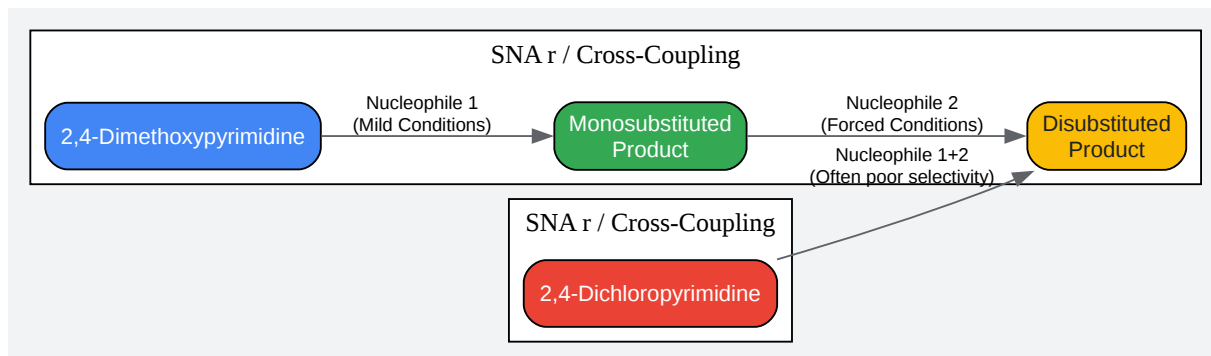 SNA r / Cross-Coupling
2,4-Dimethoxypyrimidine
Nucleophile 1
(Mild Conditions)
Monosubstituted
Product
Nucleophile 2
(Forced Conditions)
Disubstituted
Product
Nucleophile 1+2
(Often poor selectivity)
SNA r / Cross-Coupling
2,4-Dichloropyrimidine